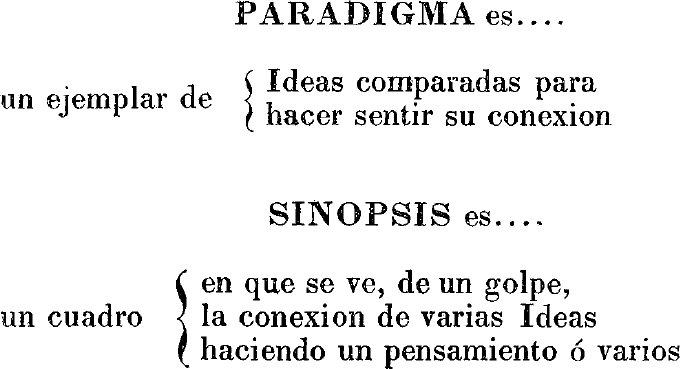 PARADIGMA es....
un ejemplar de { Ideas comparadas para
hacer sentir su conexion
SINOPSIS es....
en que se ve, de un golpe,
un cuadro { la conexion de varias Ideas
haciendo un pensamiento ó varios